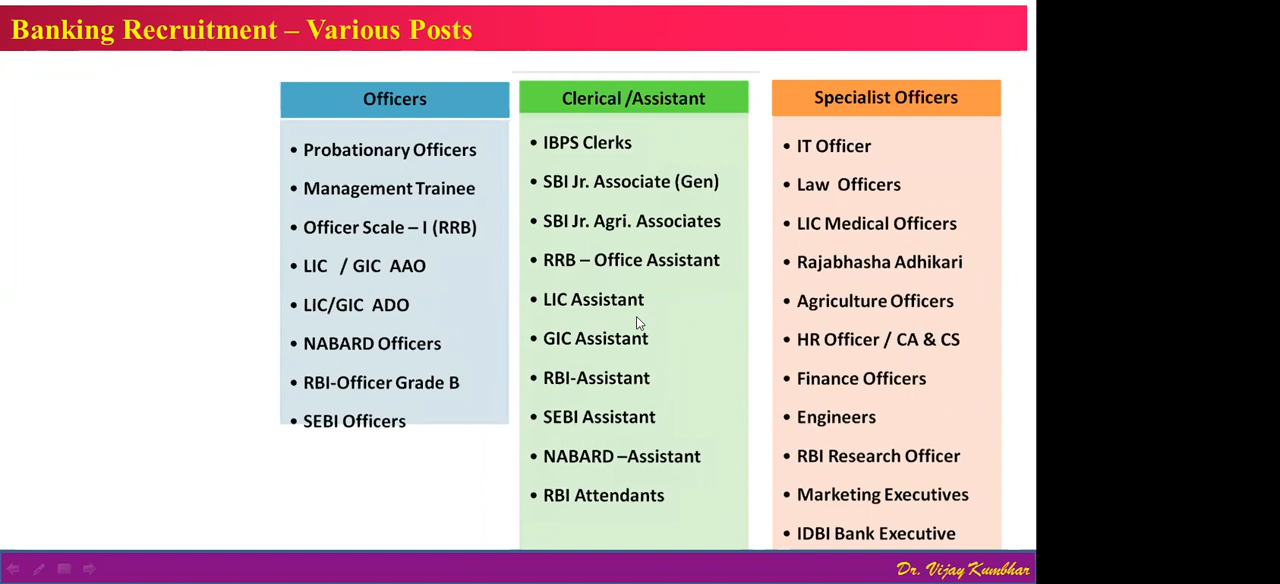 Banking Recruitment – Various Posts
Officers
• Probationary Officers
• Management Trainee
• Officer Scale – I (RRB)
• LIC / GIC AAO
• LIC/GIC ADO
• NABARD Officers
• RBI-Officer Grade B
• SEBI Officers
Clerical /Assistant
• IBPS Clerks
• SBI Jr. Associate (Gen)
• SBI Jr. Agri. Associates
• RRB – Office Assistant
• LIC Assistant
• GIC Assistant
• RBI-Assistant
• SEBI Assistant
• NABARD –Assistant
• RBI Attendants
Specialist Officers
• IT Officer
• Law Officers
• LIC Medical Officers
• Rajabhasha Adhikari
• Agriculture Officers
• HR Officer / CA & CS
• Finance Officers
• Engineers
• RBI Research Officer
• Marketing Executives
• IDBI Bank Executive
Dr. Vijay Kumbhar